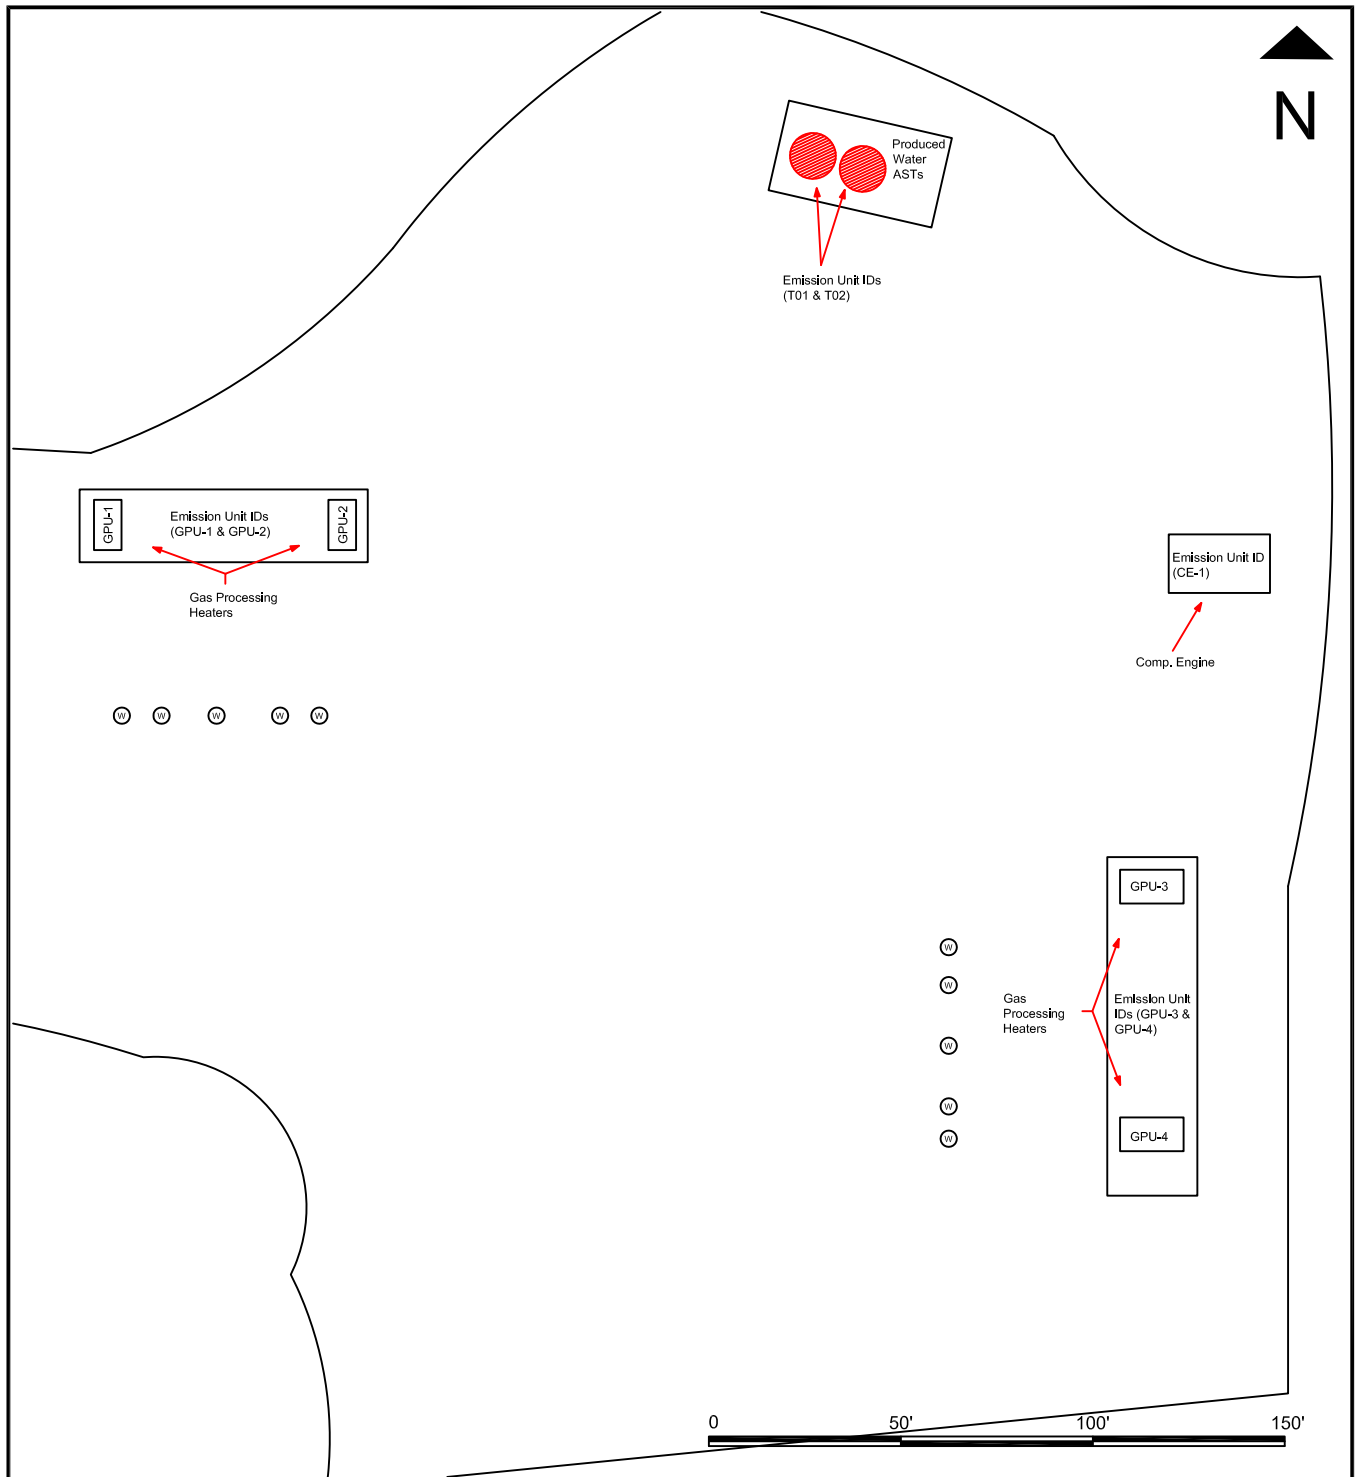 N
Produced
Water
ASTs
Emission Unit IDs
(T01 & T02)
GPU-1
Emission Unit IDs
(GPU-1 & GPU-2)
GPU-2
Gas Processing
Heaters
Emission Unit ID
(CE-1)
Comp. Engine
W
W
W
W
W
GPU-3
W
W
W
W
W
Gas
Processing
Heaters
Emission Unit
IDs (GPU-3 &
GPU-4)
GPU-4
0 50' 100' 150'